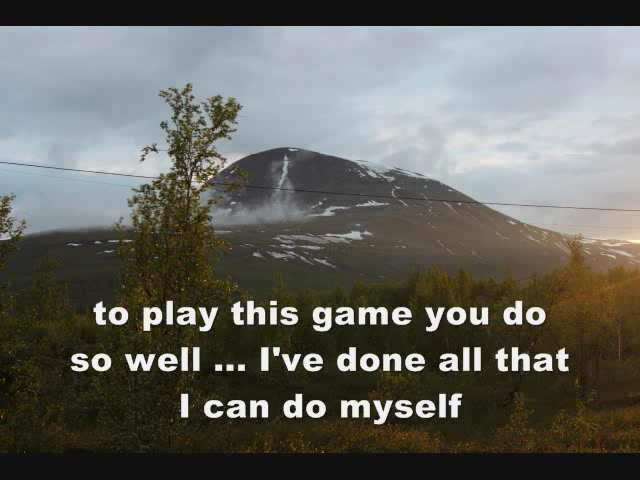 to play this game you do
so well ... I've done all that
I can do myself